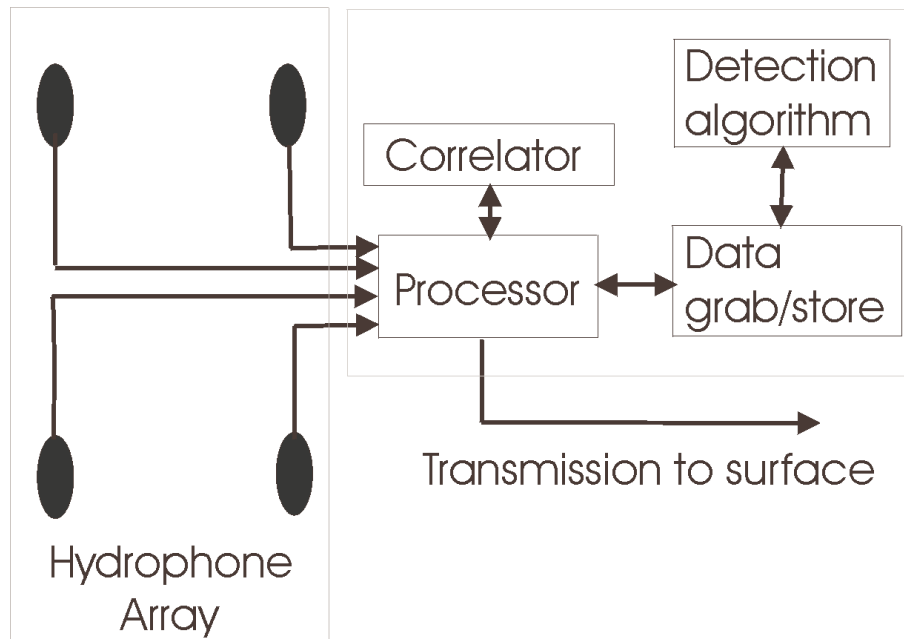 Detection
algorithm
Correlator
Processor
Data
grab/store
Transmission to surface
Hydrophone
Array